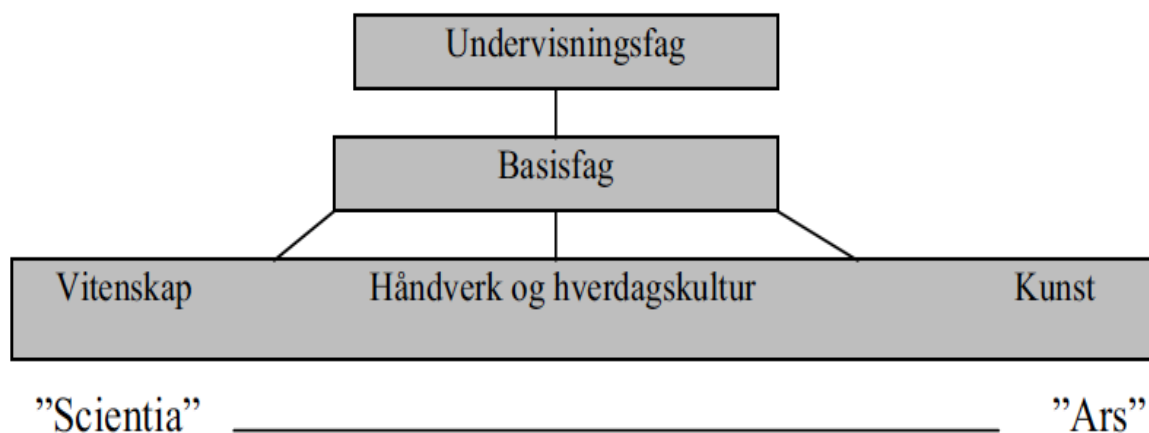 Undervisningsfag
Basisfag
Vitenskap Håndverk og hverdagskultur Kunst
”Scientia” ”Ars”